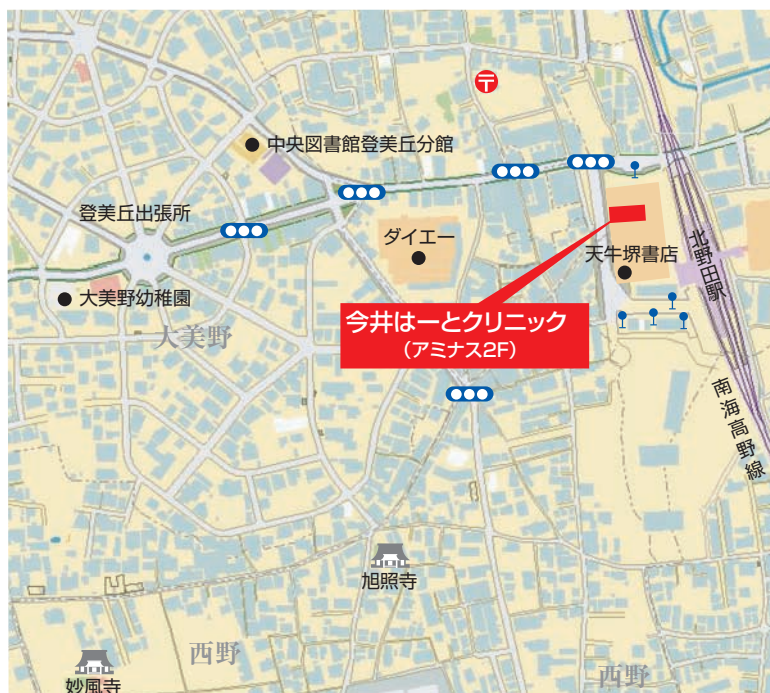 〒
中央図書館登美丘分館
登美丘出張所
ダイエー
天牛堺書店
北野田駅
大美野幼稚園
大美野
今井はーとクリニック
(アミナス2F)
南海高野線
旭照寺
西野
西野
妙風寺